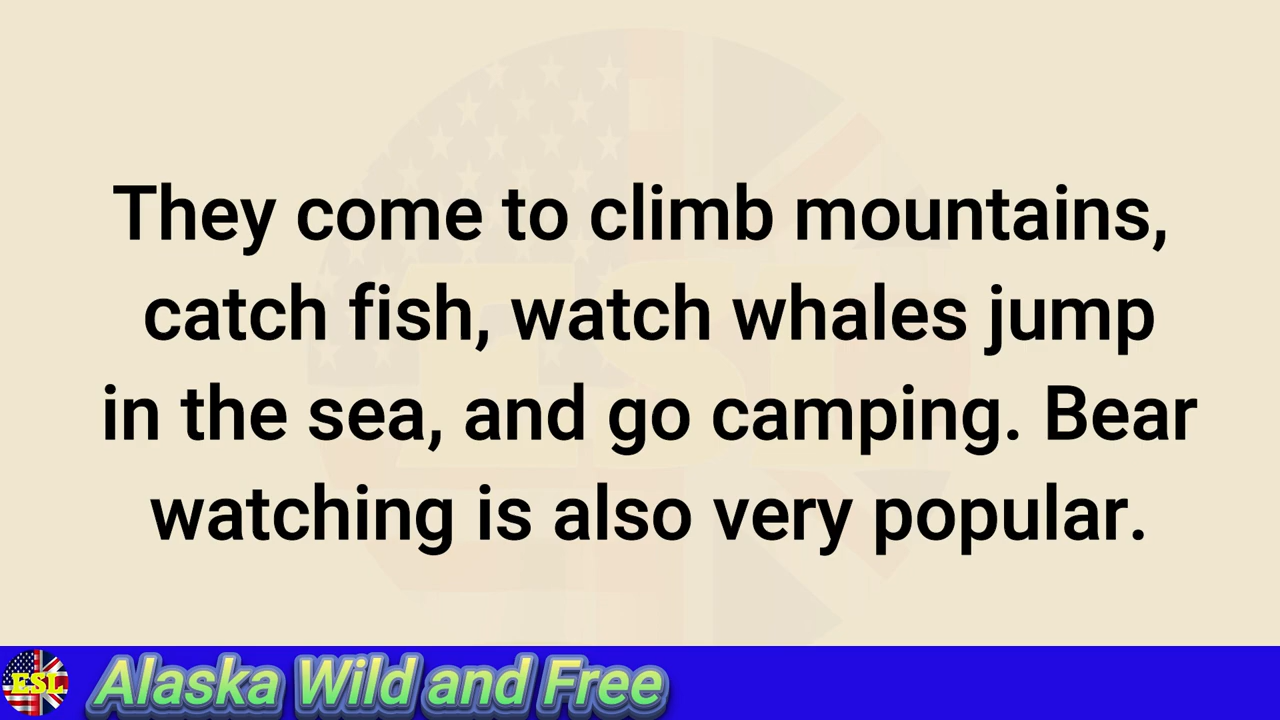 They come to climb mountains,
catch fish, watch whales jump
in the sea, and go camping. Bear
watching is also very popular.
ESL
Alaska Wild and Free